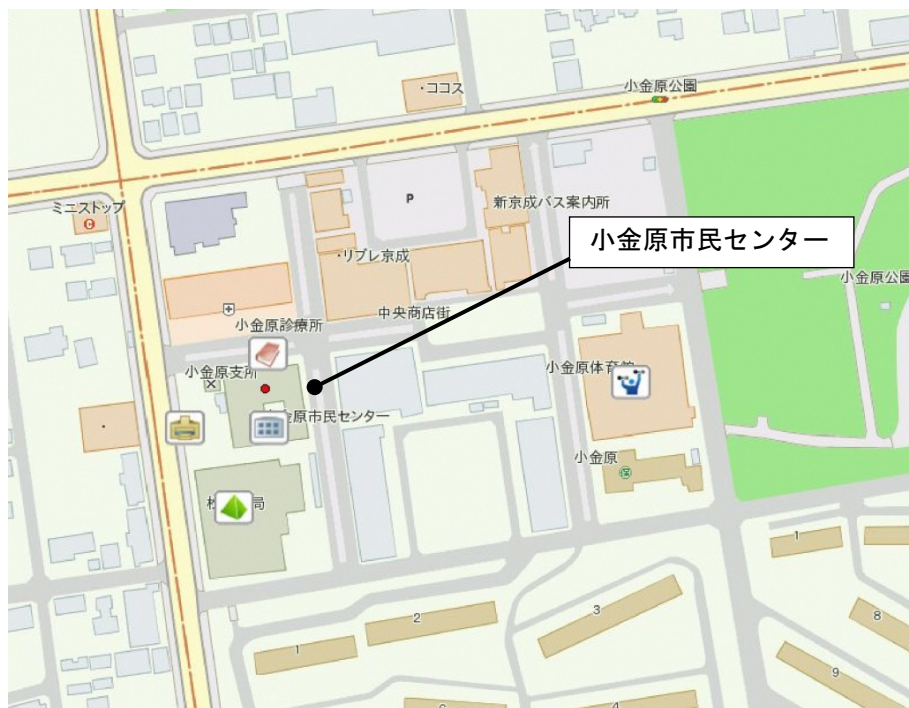 ・ココス
小金原公園
ミニストップ
P
新京成バス案内所
小金原市民センター
・リブレ京成
小金原公園
中央商店街
小金原診療所
小金原支所
小金原体育館
金原市民センター
小金原
局
1
1
2
3
8
9
4